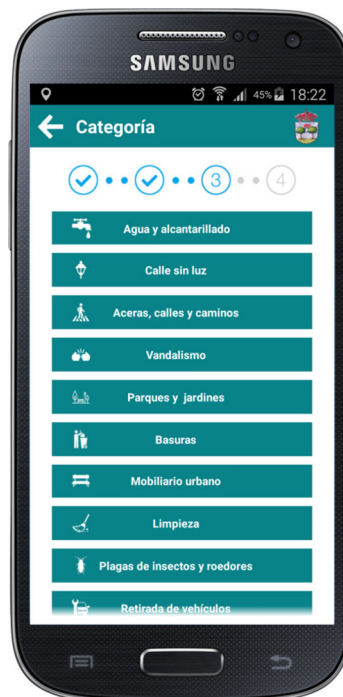 SAMSUNG
45% 18:22
Categoría
3 4
Agua y alcantarillado
Calle sin luz
Aceras, calles y caminos
Vandalismo
Parques y jardines
Basuras
Mobiliario urbano
Limpieza
Plagas de insectos y roedores
Retirada de vehículos